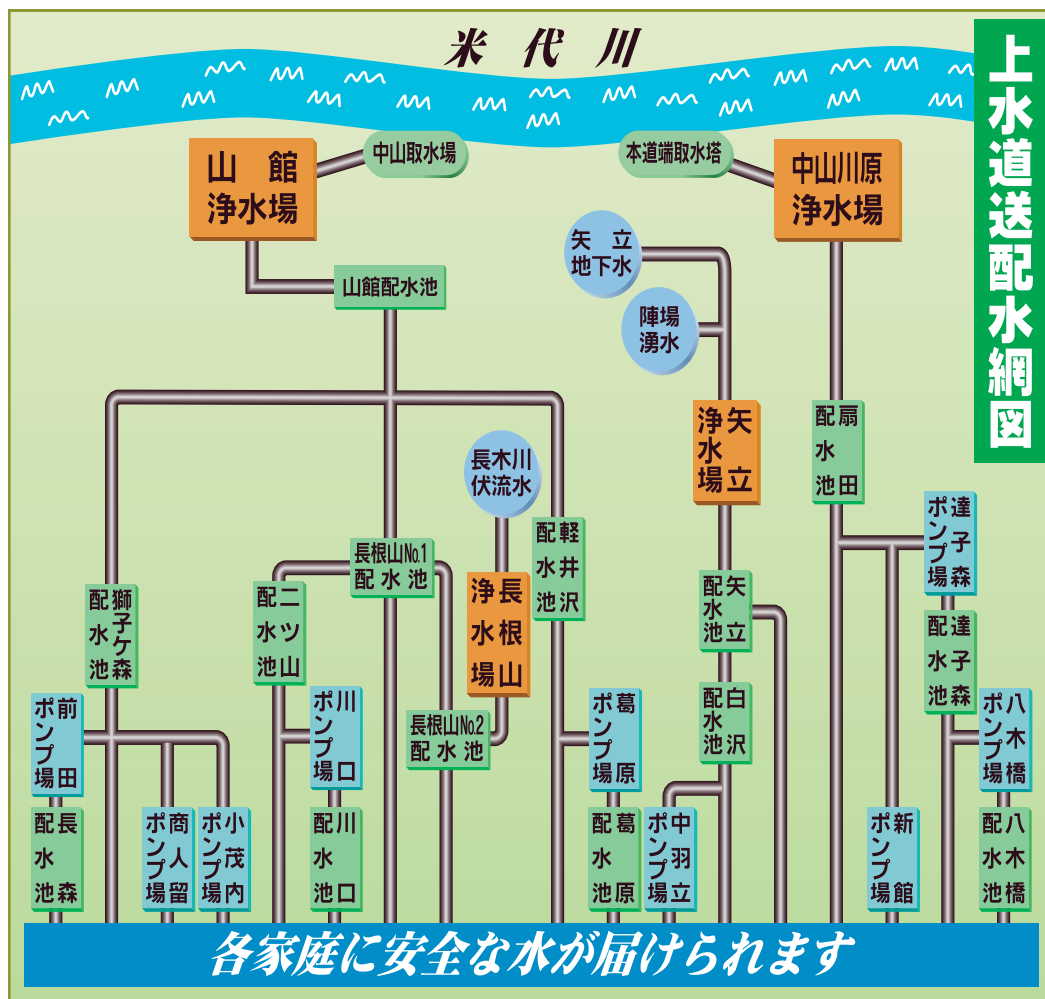 上水道送配水網図
米代川
山館
浄水場
中山取水場
本道端取水塔
中山川原
浄水場
矢立
地下水
山館配水池
陣場
湧水
矢立
浄水場
扇田
配水池
長木川
伏流水
達子森
ポンプ場
軽井沢
配水池
長根山No.1
配水池
長根山
浄水場
矢立
配水池
獅子ケ森
配水池
二ツ山
配水池
達子森
配水池
白沢
配水池
川口
ポンプ場
葛原
ポンプ場
八木橋
ポンプ場
前田
ポンプ場
長根山No.2
配水池
長森
配水池
商人留
ポンプ場
小茂内
ポンプ場
川口
配水池
葛原
配水池
中羽立
ポンプ場
新館
ポンプ場
八木橋
配水池
各家庭に安全な水が届けられます